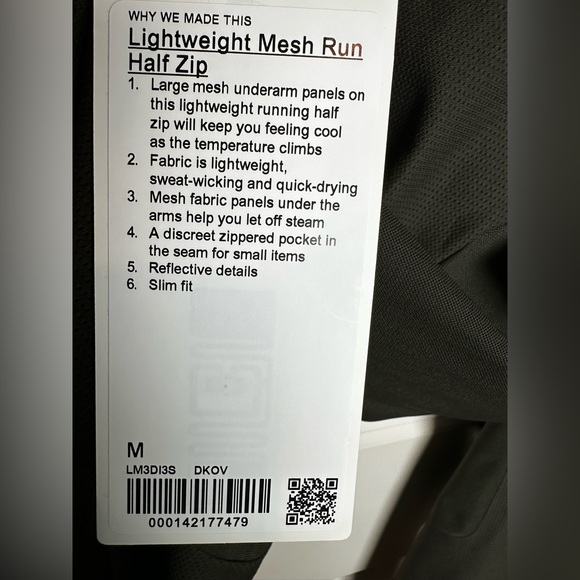 WHY WE MADE THIS
Lightweight Mesh Run
Half Zip
1. Large mesh underarm panels on
this lightweight running half
zip will keep you feeling cool
as the temperature climbs
2. Fabric is lightweight,
sweat-wicking and quick-drying
3. Mesh fabric panels under the
arms help you let off steam
4. A discreet zippered pocket in
the seam for small items
5. Reflective details
6. Slim fit
M
LM3DI3S DKOV
000142177479